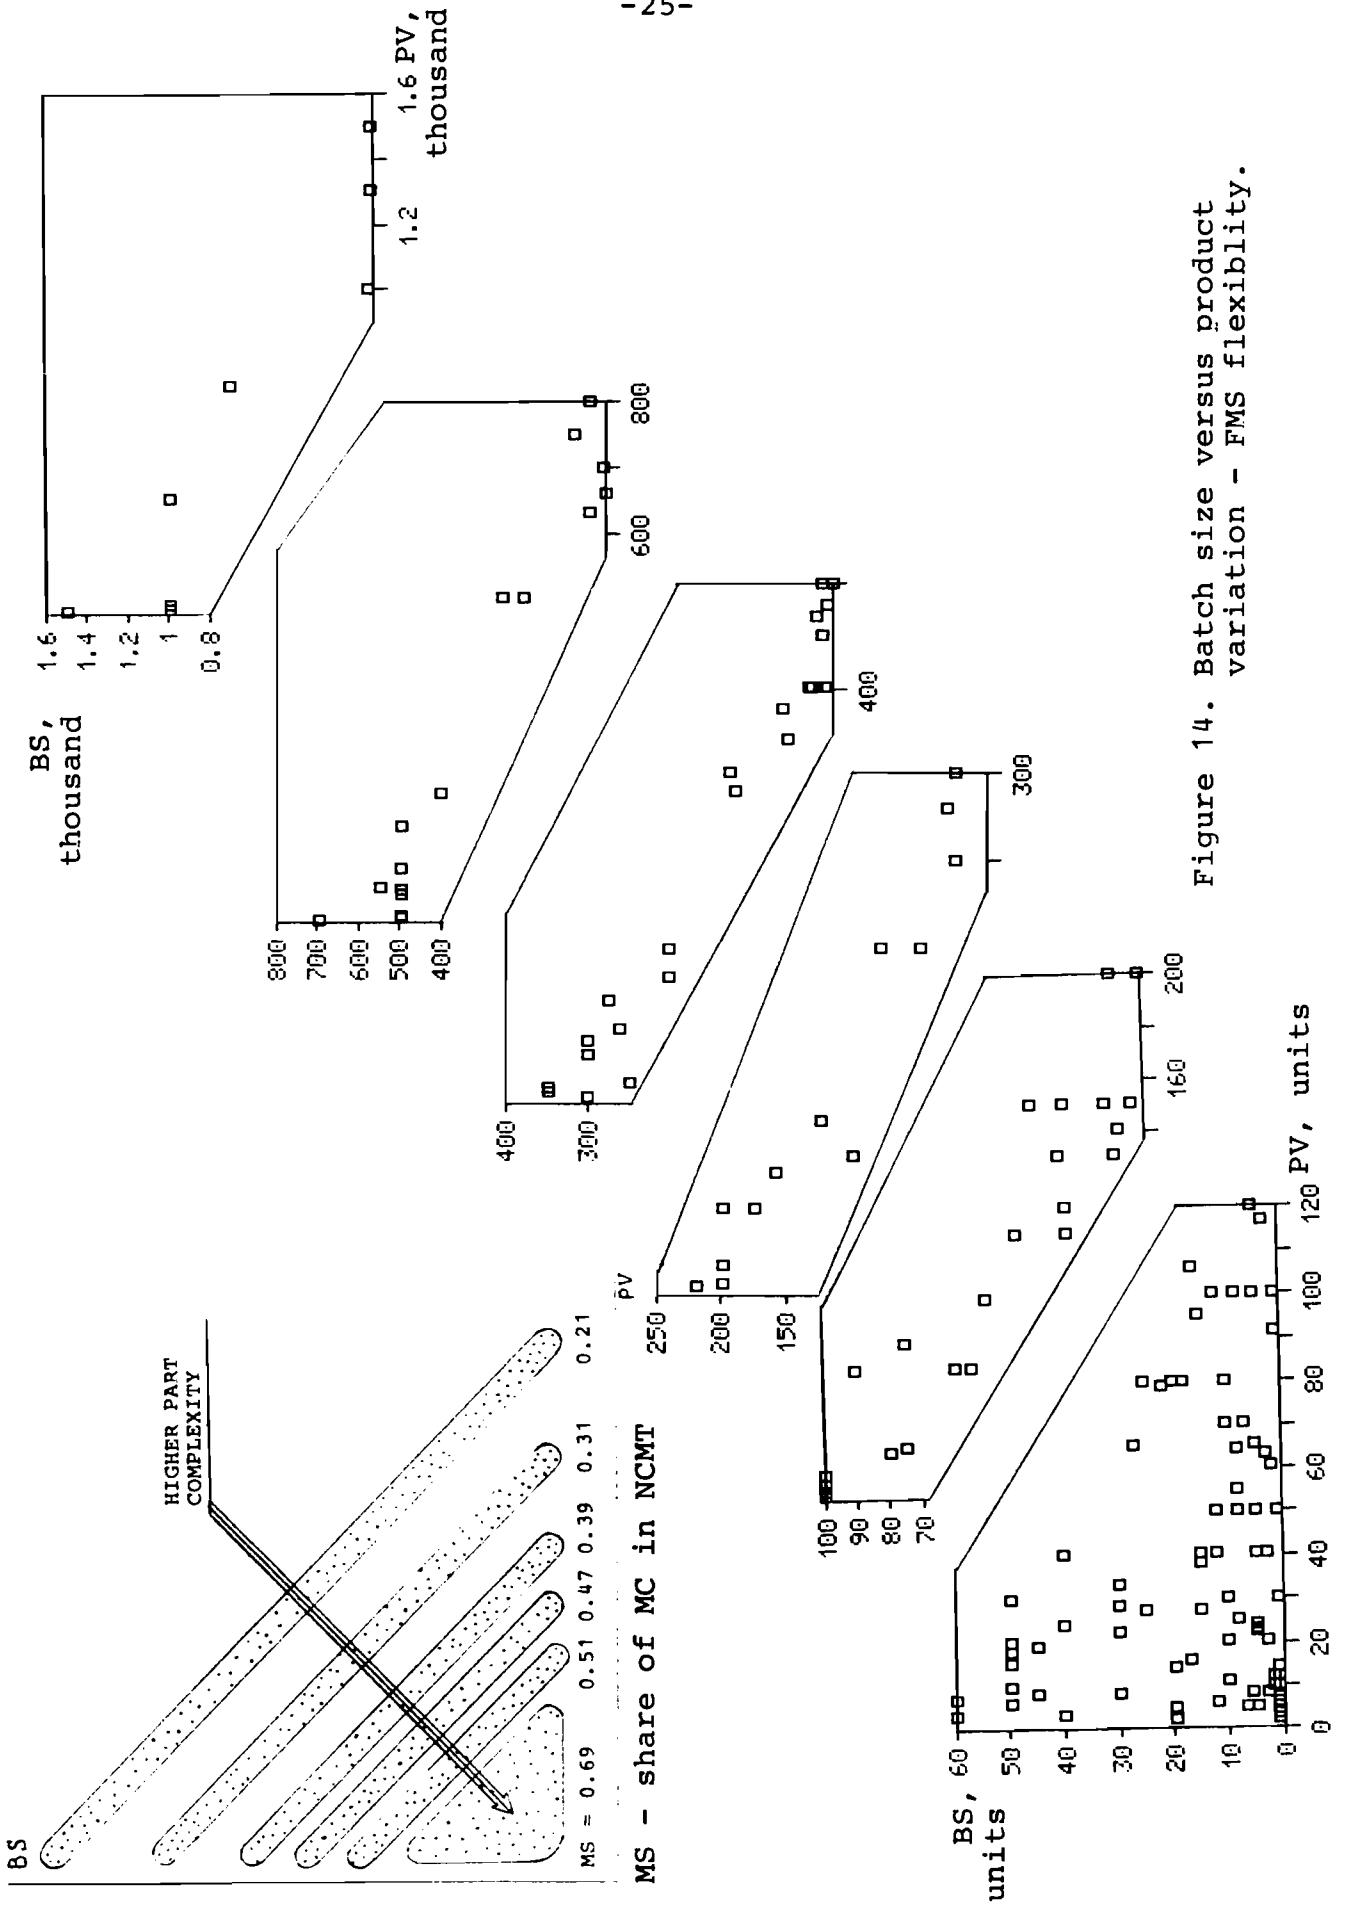 -25-
BS
HIGHER PART
COMPLEXITY
MS = 0.69 0.51 0.47 0.39 0.31 0.21
PV
MS - share of MC in NCMT
BS,
thousand
1.6
1.4
1.2
1
0.8
1.2
1.6 PV,
thousand
800
700
600
500
400
600
800
400
300
400
250
200
150
300
100
90
80
70
160
200
BS,
units
60
50
40
30
20
10
0
0 20 40 60 80 100 120 PV, units
Figure 14. Batch size versus product
variation - FMS flexiblity.